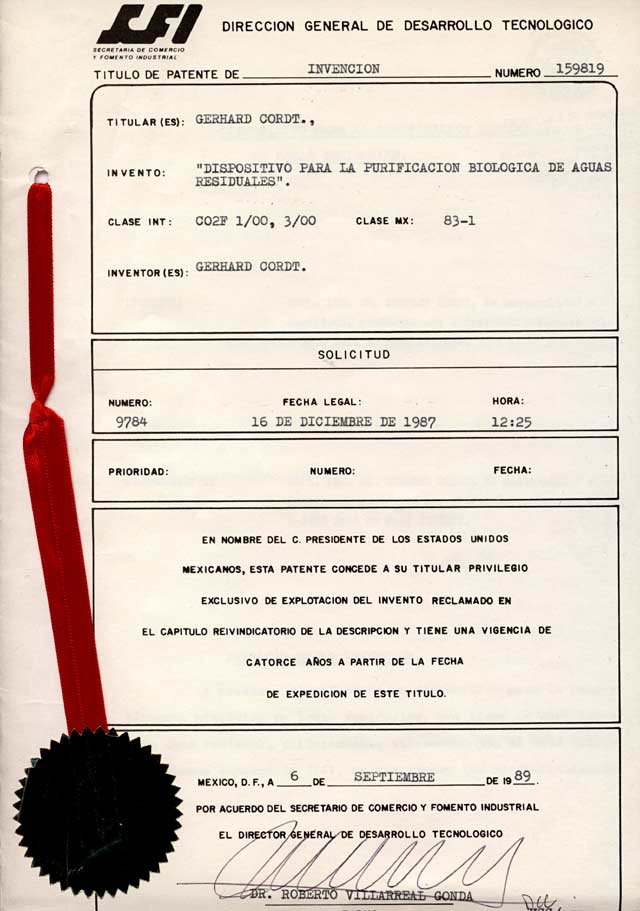 SECRETARIA DE COMERCIO
Y FOMENTO INDUSTRIAL
DIRECCION GENERAL DE DESARROLLO TECNOLOGICO
TITULO DE PATENTE DE INVENCION NUMERO 159819
TITULAR (ES): GERHARD CORDT.,
INVENTO: "DISPOSITIVO PARA LA PURIFICACION BIOLOGICA DE AGUAS
RESIDUALES".
CLASE INT: C02F 1/00, 3/00 CLASE MX: 83-1
INVENTOR (ES): GERHARD CORDT.
SOLICITUD
NUMERO: FECHA LEGAL: HORA:
9784 16 DE DICIEMBRE DE 1987 12:25
PRIORIDAD: NUMERO: FECHA:
EN NOMBRE DEL C. PRESIDENTE DE LOS ESTADOS UNIDOS
MEXICANOS, ESTA PATENTE CONCEDE A SU TITULAR PRIVILEGIO
EXCLUSIVO DE EXPLOTACION DEL INVENTO RECLAMADO EN
EL CAPITULO REIVINDICATORIO DE LA DESCRIPCION Y TIENE UNA VIGENCIA DE
CATORCE AÑOS A PARTIR DE LA FECHA
DE EXPEDICION DE ESTE TITULO.
MEXICO, D.F., A 6 DE SEPTIEMBRE DE 1989.
POR ACUERDO DEL SECRETARIO DE COMERCIO Y FOMENTO INDUSTRIAL
EL DIRECTOR GENERAL DE DESARROLLO TECNOLOGICO
DR. ROBERTO VILLARREAL GONDA